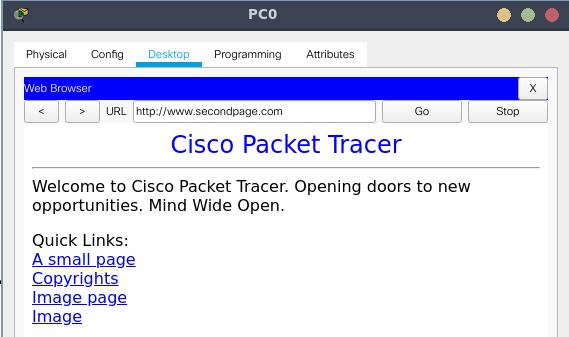 PC0
Physical Config Desktop Programming Attributes
Web Browser X
< > URL http://www.secondpage.com Go Stop
Cisco Packet Tracer
Welcome to Cisco Packet Tracer. Opening doors to new
opportunities. Mind Wide Open.
Quick Links:
A small page
Copyrights
Image page
Image